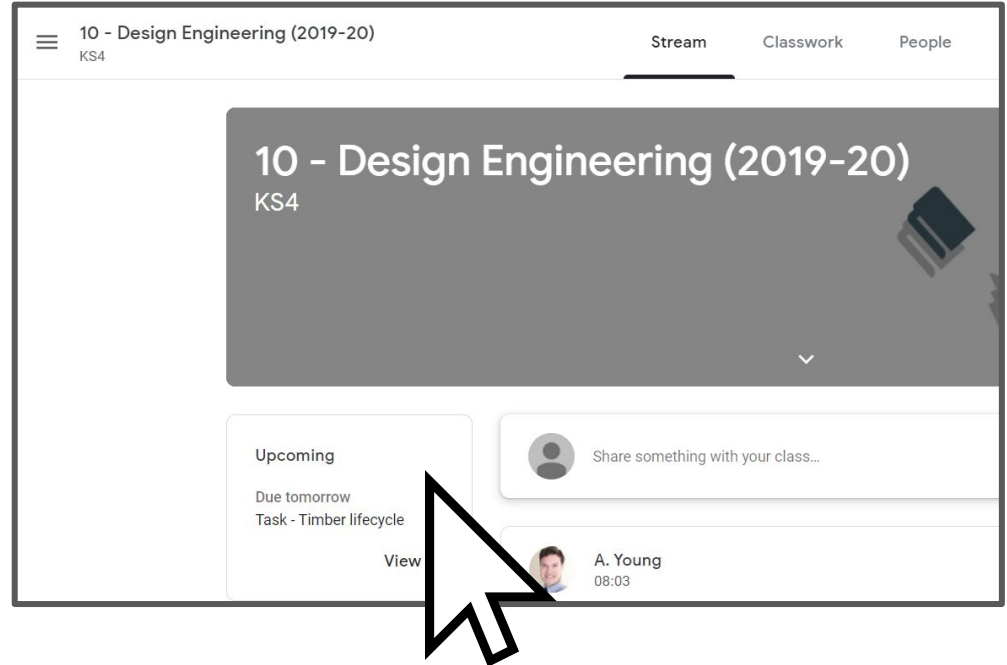 10 - Design Engineering (2019-20)
KS4
Stream
Classwork
People
10 - Design Engineering (2019-20)
KS4
Upcoming
Due tomorrow
Task - Timber lifecycle
View
Share something with your class...
A. Young
08:03